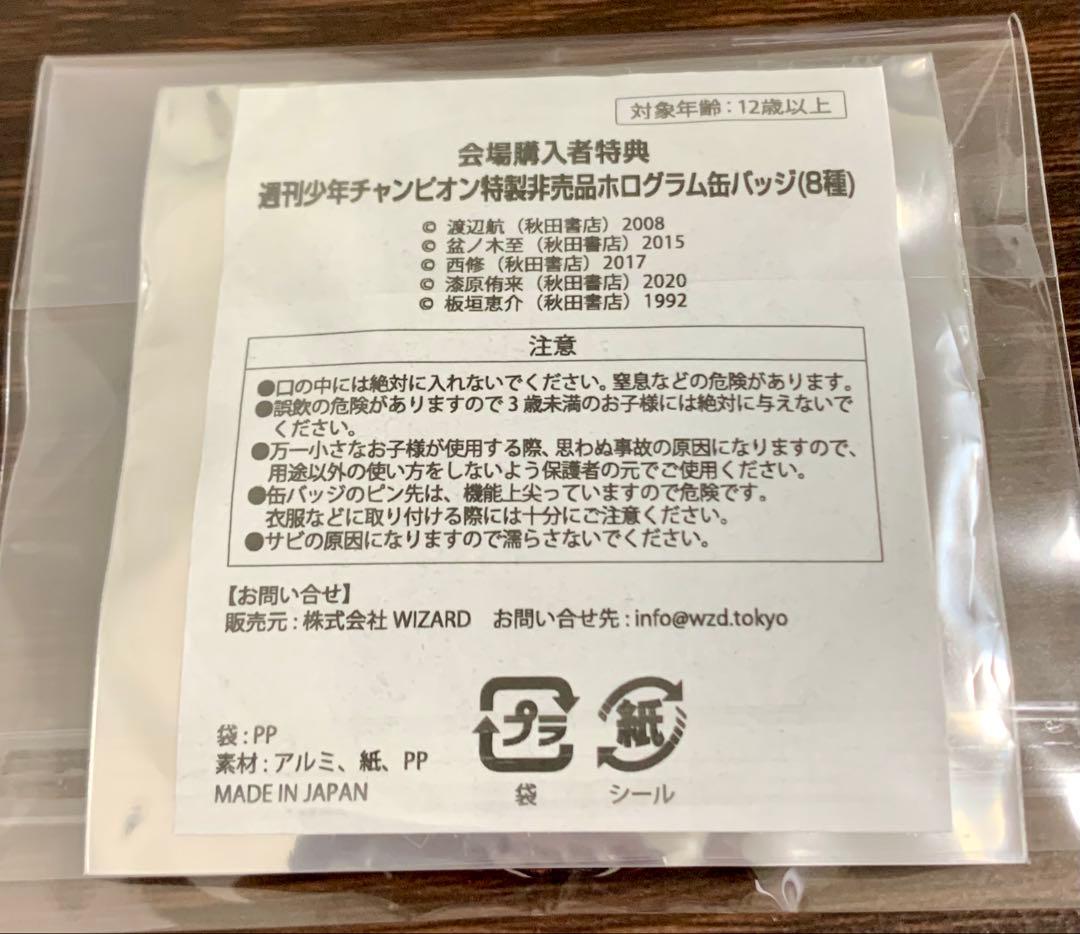 対象年齢：12歳以上
会場購入者特典
週刊少年チャンピオン特製非売品ホログラム缶バッジ(8種)
© 渡辺航（秋田書店）2008
© 盆ノ木至（秋田書店）2015
© 西修（秋田書店）2017
© 漆原侑来（秋田書店）2020
© 板垣恵介（秋田書店）1992
注意
●口の中には絶対に入れないでください。窒息などの危険があります。
●誤飲の危険がありますので3歳未満のお子様には絶対に与えないで
ください。
●万一小さなお子様が使用する際、思わぬ事故の原因になりますので、
用途以外の使い方をしないよう保護者の元でご使用ください。
●缶バッジのピン先は、機能上尖っていますので危険です。
衣服などに取り付ける際には十分にご注意ください。
●サビの原因になりますので濡らさないでください。
【お問い合せ】
販売元：株式会社 WIZARD　お問い合せ先：info@wzd.tokyo
袋：PP
素材：アルミ、紙、PP
MADE IN JAPAN
プラ
袋
紙
シール